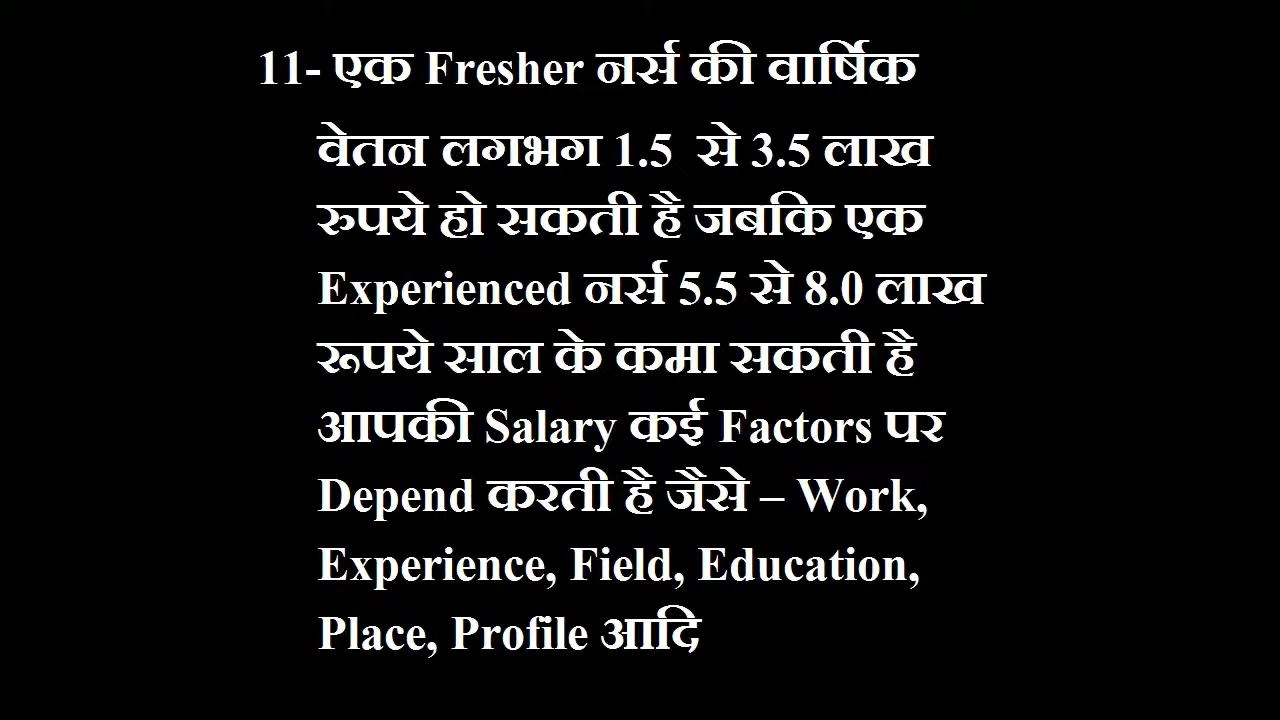 11- एक Fresher नर्स की वार्षिक
वेतन लगभग 1.5 से 3.5 लाख
रुपये हो सकती है जबकि एक
Experienced नर्स 5.5 से 8.0 लाख
रूपये साल के कमा सकती है
आपकी Salary कई Factors पर
Depend करती है जैसे – Work,
Experience, Field, Education,
Place, Profile आदि